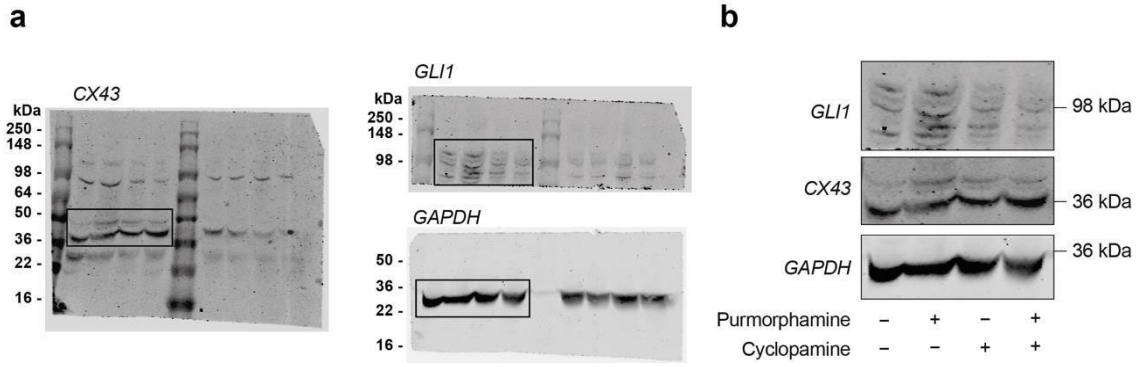 a
CX43
kDa
250 -
148 -
98 -
64 -
50 -
36 -
22 -
16 -
GLI1
kDa
250 -
148 -
98 -
GAPDH
50 -
36 -
22 -
16 -
b
GLI1
98 kDa
CX43
36 kDa
36 kDa
GAPDH
Purmorphamine – + – +
Cyclopamine – – + +